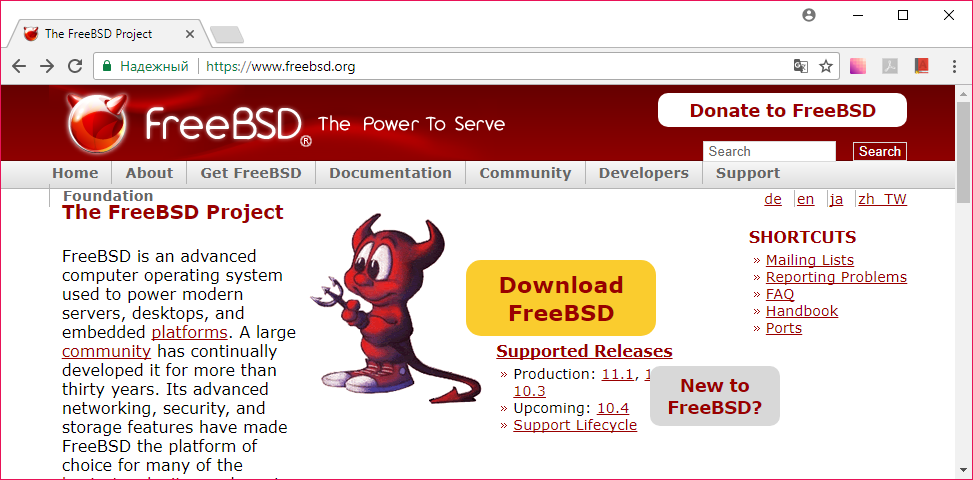 The FreeBSD Project
Надежный https://www.freebsd.org
FreeBSD® The Power To Serve
Donate to FreeBSD
Search Search
Home About Get FreeBSD Documentation Community Developers Support
Foundation
de en ja zh_TW
The FreeBSD Project
FreeBSD is an advanced
computer operating system
used to power modern
servers, desktops, and
embedded platforms. A large
community has continually
developed it for more than
thirty years. Its advanced
networking, security, and
storage features have made
FreeBSD the platform of
choice for many of the
Download
FreeBSD
Supported Releases
» Production: 11.1,
10.3
» Upcoming: 10.4
» Support Lifecycle
New to
FreeBSD?
SHORTCUTS
» Mailing Lists
» Reporting Problems
» FAQ
» Handbook
» Ports